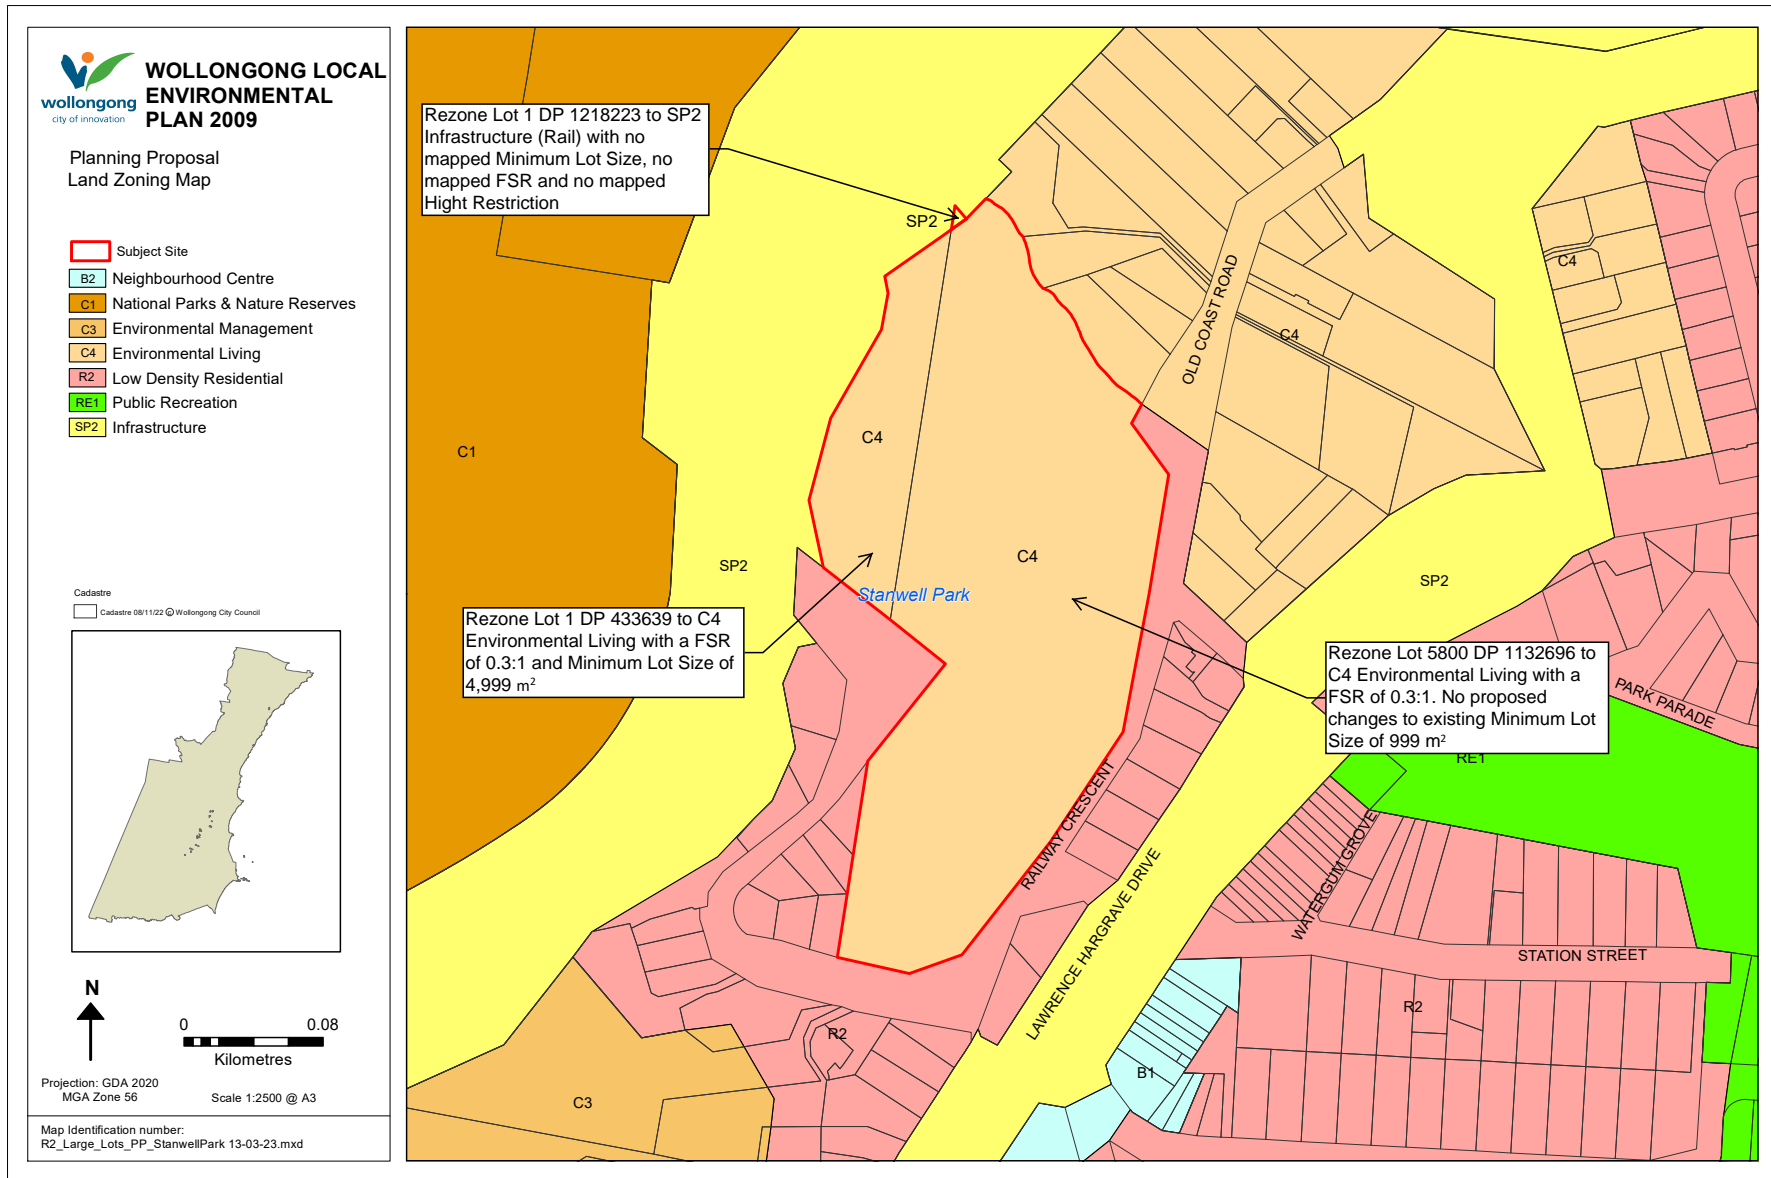 wollongong
city of innovation
WOLLONGONG LOCAL
ENVIRONMENTAL
PLAN 2009
Planning Proposal
Land Zoning Map
Subject Site
B2 Neighbourhood Centre
C1 National Parks & Nature Reserves
C3 Environmental Management
C4 Environmental Living
R2 Low Density Residential
RE1 Public Recreation
SP2 Infrastructure
Cadastre
Cadastre 08/11/22 © Wollongong City Council
N
0 0.08
Kilometres
Projection: GDA 2020
MGA Zone 56
Scale 1:2500 @ A3
Map Identification number:
R2_Large_Lots_PP_StanwellPark 13-03-23.mxd
Rezone Lot 1 DP 1218223 to SP2
Infrastructure (Rail) with no
mapped Minimum Lot Size, no
mapped FSR and no mapped
Hight Restriction
SP2
C4
OLD COAST ROAD
C4
C4
C1
C4
SP2
SP2
Stanwell Park
Rezone Lot 1 DP 433639 to C4
Environmental Living with a FSR
of 0.3:1 and Minimum Lot Size of
4,999 m²
Rezone Lot 5800 DP 1132696 to
C4 Environmental Living with a
FSR of 0.3:1. No proposed
changes to existing Minimum Lot
Size of 999 m²
PARK PARADE
RE1
RAILWAY CRESCENT
WATERGUM GROVE
LAWRENCE HARGRAVE DRIVE
STATION STREET
R2
R2
B1
C3